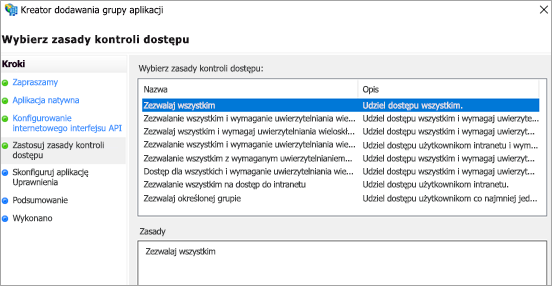 Kreator dodawania grupy aplikacji
Wybierz zasady kontroli dostępu
Kroki
Zapraszamy
Aplikacja natywna
Konfigurowanie
internetowego interfejsu API
Zastosuj zasady kontroli
dostępu
Skonfiguruj aplikację
Uprawnienia
Podsumowanie
Wykonano
Wybierz zasady kontroli dostępu:
Nazwa Opis
Zezwalaj wszystkim Udziel dostępu wszystkim.
Zezwalanie wszystkim i wymaganie uwierzytelniania wie... Udziel dostępu wszystkim i wymagaj uwierzyte...
Zezwalaj wszystkim i wymagaj uwierzytelniania wieloskł... Udziel dostępu wszystkim i wymagaj uwierzyt...
Zezwalanie wszystkim i wymaganie uwierzytelniania wie... Udziel dostępu użytkownikom intranetu i wym...
Zezwalanie wszystkim z wymaganym uwierzytelnianiem... Udziel dostępu wszystkim i wymagaj uwierzyt...
Dostęp dla wszystkich i wymaganie uwierzytelniania wie... Udziel dostępu wszystkim i wymagaj uwierzyt...
Zezwalanie wszystkim na dostęp do intranetu Udziel dostępu użytkownikom intranetu.
Zezwalaj określonej grupie Udziel dostępu użytkownikom co najmniej jed...
Zasady
Zezwalaj wszystkim